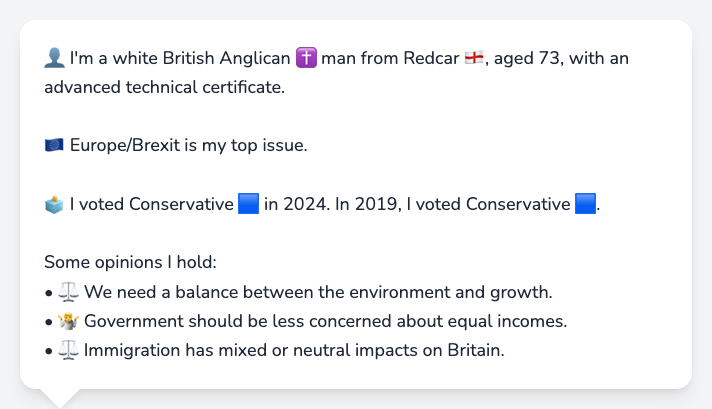 👤 I'm a white British Anglican ✝️ man from Redcar 🏴󠁧󠁢󠁥󠁮󠁧󠁿, aged 73, with an
advanced technical certificate.
🇪🇺 Europe/Brexit is my top issue.
🗳️ I voted Conservative 🟦 in 2024. In 2019, I voted Conservative 🟦.
Some opinions I hold:
• ⚖️ We need a balance between the environment and growth.
• 🤷 Government should be less concerned about equal incomes.
• ⚖️ Immigration has mixed or neutral impacts on Britain.